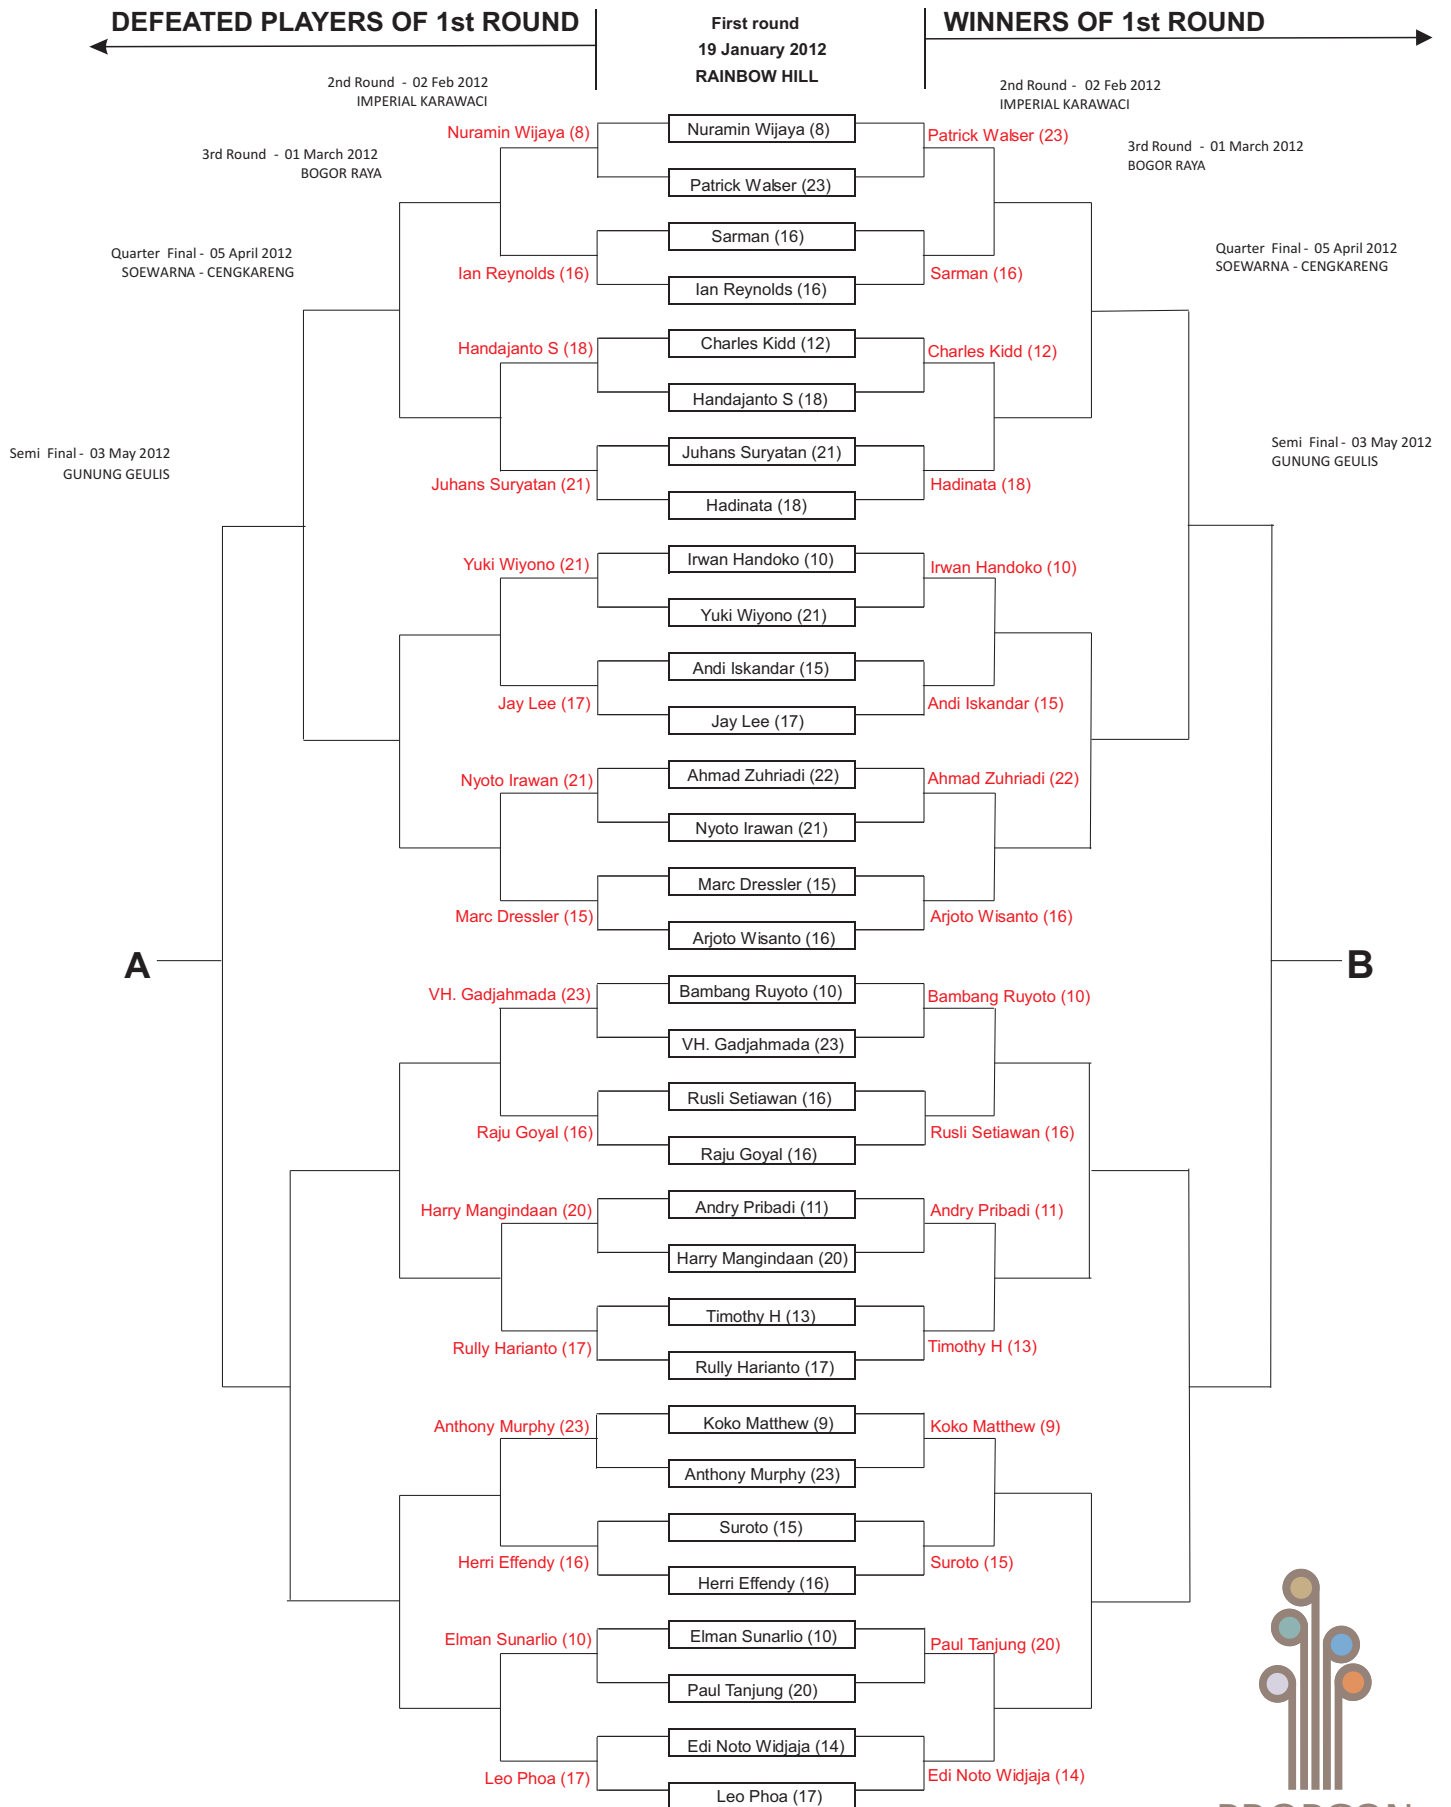 DEFEATED PLAYERS OF 1st ROUND
First round
19 January 2012
RAINBOW HILL
WINNERS OF 1st ROUND
2nd Round - 02 Feb 2012
IMPERIAL KARAWACI
2nd Round - 02 Feb 2012
IMPERIAL KARAWACI
3rd Round - 01 March 2012
BOGOR RAYA
3rd Round - 01 March 2012
BOGOR RAYA
Quarter Final - 05 April 2012
SOEWARNA - CENGKARENG
Quarter Final - 05 April 2012
SOEWARNA - CENGKARENG
Semi Final - 03 May 2012
GUNUNG GEULIS
Semi Final - 03 May 2012
GUNUNG GEULIS
Nuramin Wijaya (8)
Nuramin Wijaya (8)
Patrick Walser (23)
Patrick Walser (23)
Sarman (16)
Ian Reynolds (16)
Sarman (16)
Ian Reynolds (16)
Handajanto S (18)
Charles Kidd (12)
Charles Kidd (12)
Handajanto S (18)
Juhans Suryatan (21)
Juhans Suryatan (21)
Hadinata (18)
Hadinata (18)
Yuki Wiyono (21)
Irwan Handoko (10)
Irwan Handoko (10)
Yuki Wiyono (21)
Andi Iskandar (15)
Jay Lee (17)
Andi Iskandar (15)
Jay Lee (17)
Nyoto Irawan (21)
Ahmad Zuhriadi (22)
Ahmad Zuhriadi (22)
Nyoto Irawan (21)
Marc Dressler (15)
Marc Dressler (15)
Arjoto Wisanto (16)
Arjoto Wisanto (16)
A
B
VH. Gadjahmada (23)
Bambang Ruyoto (10)
Bambang Ruyoto (10)
VH. Gadjahmada (23)
Rusli Setiawan (16)
Raju Goyal (16)
Rusli Setiawan (16)
Raju Goyal (16)
Harry Mangindaan (20)
Andry Pribadi (11)
Andry Pribadi (11)
Harry Mangindaan (20)
Timothy H (13)
Rully Harianto (17)
Timothy H (13)
Rully Harianto (17)
Anthony Murphy (23)
Koko Matthew (9)
Koko Matthew (9)
Anthony Murphy (23)
Suroto (15)
Herri Effendy (16)
Suroto (15)
Herri Effendy (16)
Elman Sunarlio (10)
Elman Sunarlio (10)
Paul Tanjung (20)
Paul Tanjung (20)
Edi Noto Widjaja (14)
Leo Phoa (17)
Edi Noto Widjaja (14)
Leo Phoa (17)